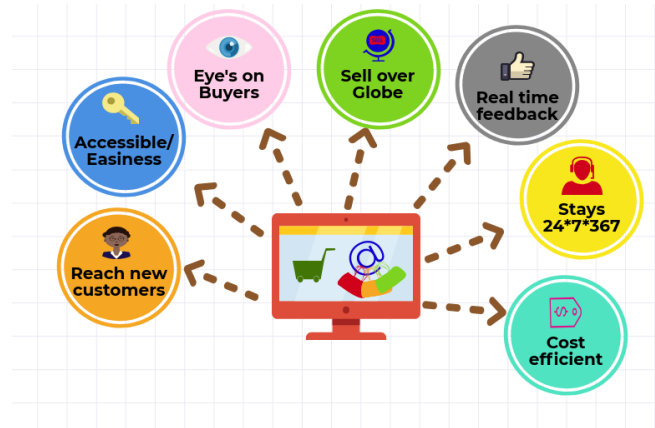 Eye's on
Buyers
Sell over
Globe
Real time
feedback
Accessible/
Easiness
Stays
24*7*367
Reach new
customers
Cost
efficient
@
$